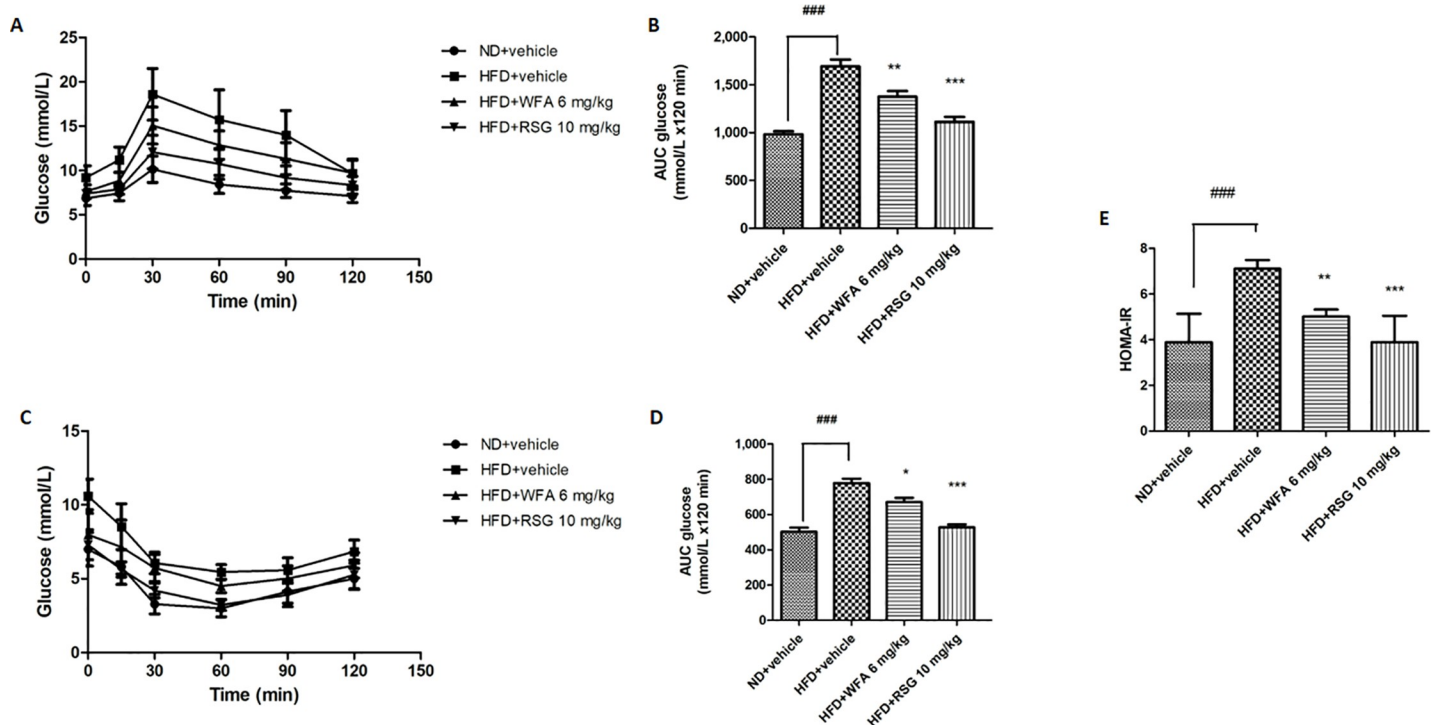 A
Glucose (mmol/L)
25
20
15
10
5
0
0 30 60 90 120 150
Time (min)
ND+vehicle
HFD+vehicle
HFD+WFA 6 mg/kg
HFD+RSG 10 mg/kg
B
AUC glucose
(mmol/L x120 min)
2,000
1,500
1,000
500
0
###
**
***
ND+vehicle
HFD+vehicle
HFD+WFA 6 mg/kg
HFD+RSG 10 mg/kg
C
Glucose (mmol/L)
15
10
5
0
0 30 60 90 120 150
Time (min)
ND+vehicle
HFD+vehicle
HFD+WFA 6 mg/kg
HFD+RSG 10 mg/kg
D
AUC glucose
(mmol/L x120 min)
1,000
800
600
400
200
0
###
*
***
ND+vehicle
HFD+vehicle
HFD+WFA 6 mg/kg
HFD+RSG 10 mg/kg
E
HOMA-IR
8
6
4
2
0
###
**
***
ND+vehicle
HFD+vehicle
HFD+WFA 6 mg/kg
HFD+RSG 10 mg/kg